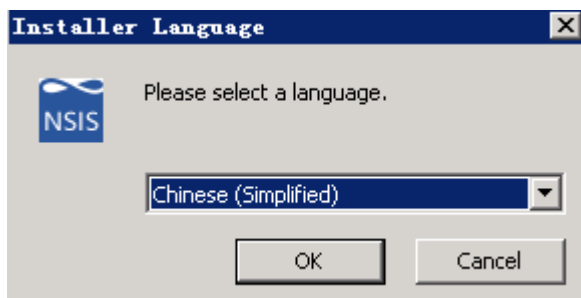 Installer Language
Please select a language.
NSIS
Chinese (Simplified)
OK Cancel